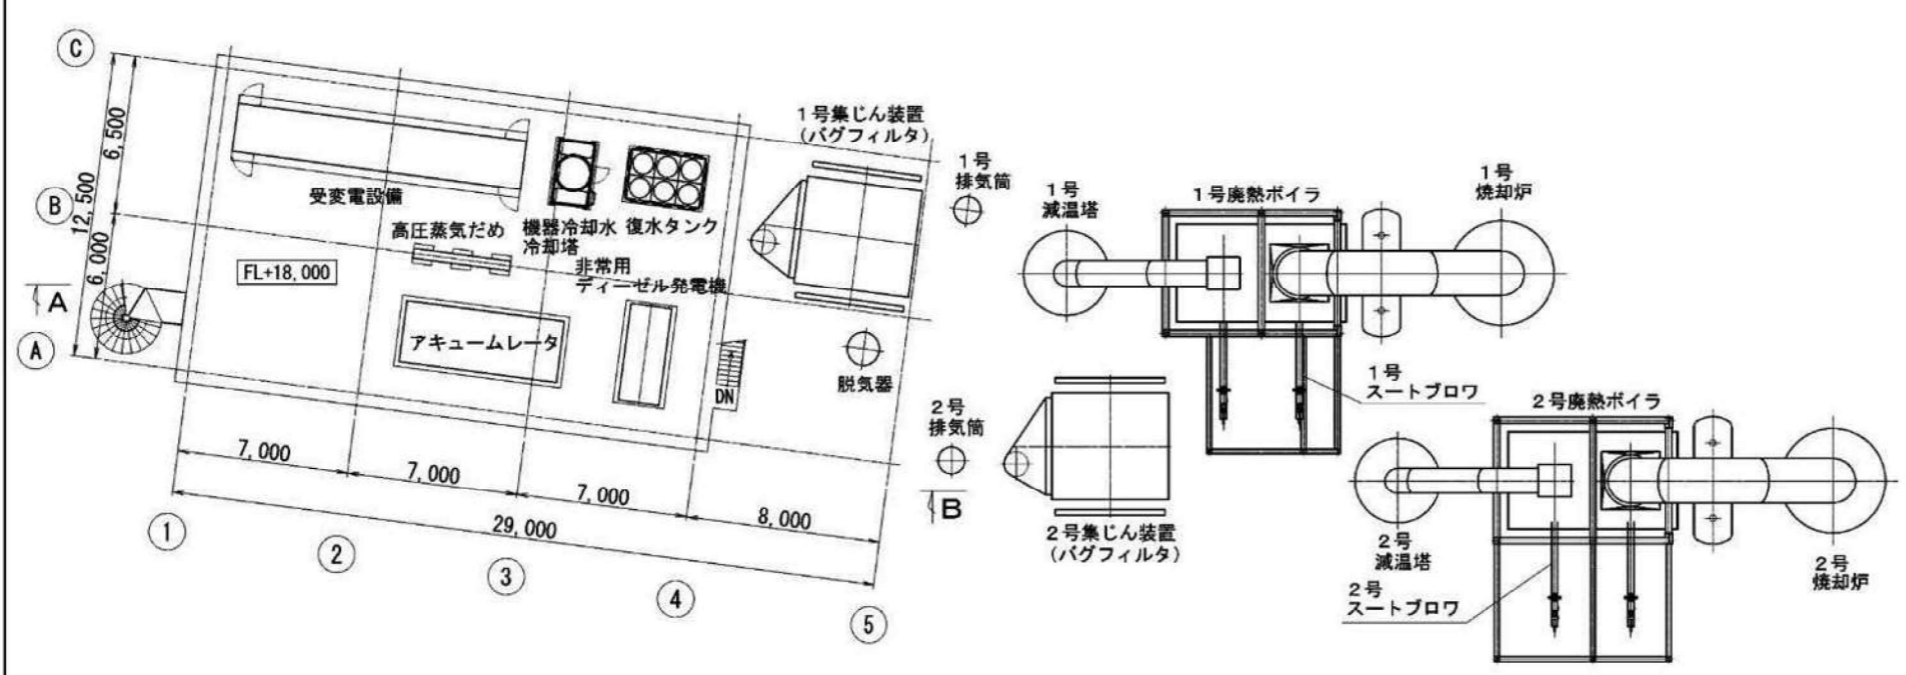 C
B
A
6,500
12,500
6,000
A
FL+18,000
受変電設備
高圧蒸気だめ
機器冷却水
冷却塔
復水タンク
非常用
ディーゼル発電機
アキュームレータ
DN
1号集じん装置
(バグフィルタ)
1号
排気筒
脱気器
2号
排気筒
B
7,000
7,000
7,000
8,000
29,000
1
2
3
4
5
1号
減温塔
1号廃熱ボイラ
1号
焼却炉
1号
スートブロワ
2号集じん装置
(バグフィルタ)
2号廃熱ボイラ
2号
減温塔
2号
スートブロワ
2号
焼却炉